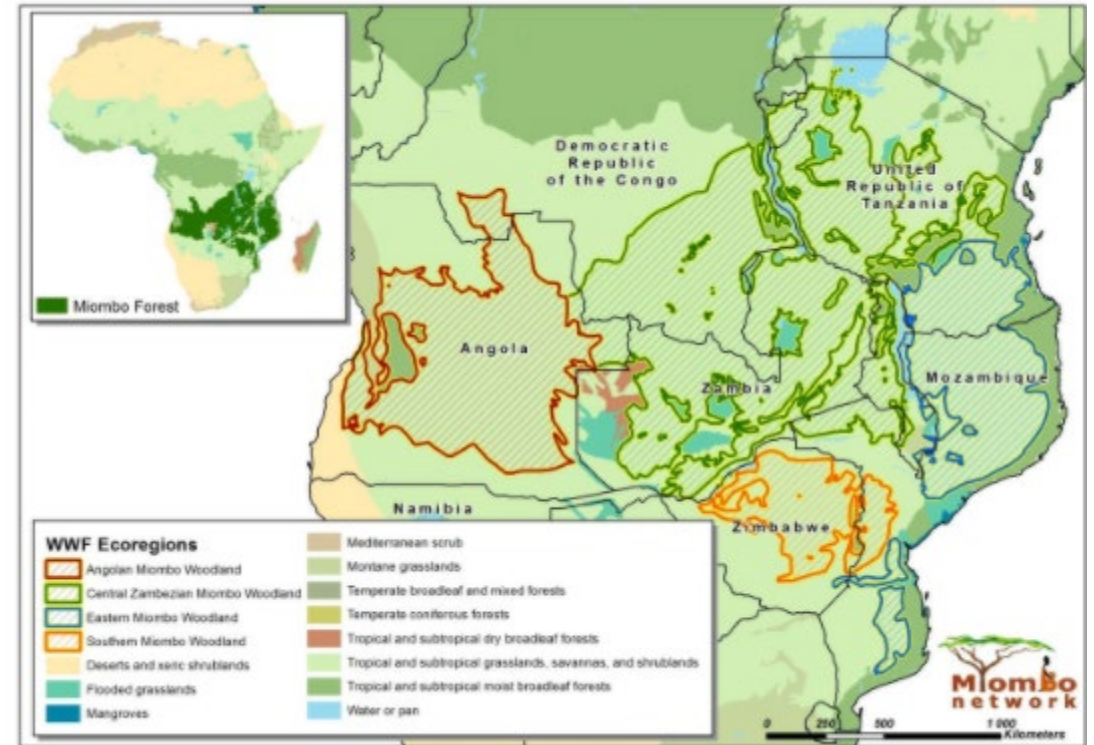 Miombo Forest
Democratic
Republic
of the Congo
United
Republic of
Tanzania
Angola
Zambia
Mozambique
Namibia
Zimbabwe
WWF Ecoregions
Angolan Miombo Woodland
Central Zambezian Miombo Woodland
Eastern Miombo Woodland
Southern Miombo Woodland
Deserts and xeric shrublands
Flooded grasslands
Mangroves
Mediterranean scrub
Montane grasslands
Temperate broadleaf and mixed forests
Temperate coniferous forests
Tropical and subtropical dry broadleaf forests
Tropical and subtropical grasslands, savannas, and shrublands
Tropical and subtropical moist broadleaf forests
Water or pan
Miombo
network
0 250 500 1 000
Kilometers